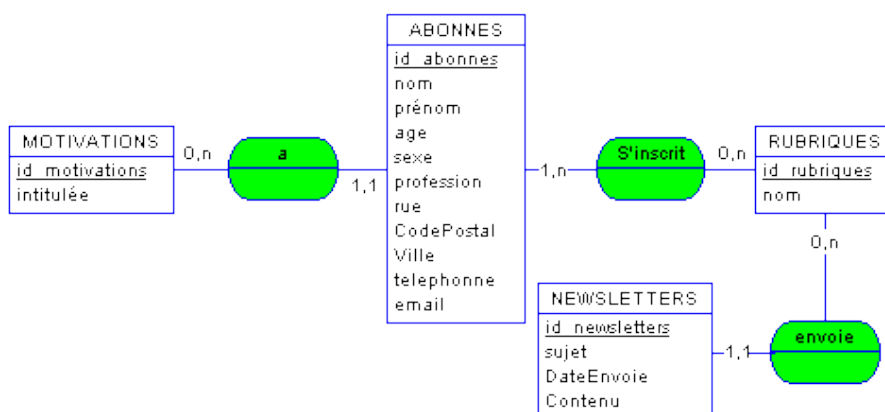 ABONNES
id_abonnes
nom
prénom
age
sexe
profession
rue
CodePostal
Ville
telephonne
email
MOTIVATIONS
id_motivations
intitulée
0,n
a
1,1
1,n
S'inscrit
0,n
RUBRIQUES
id_rubriques
nom
0,n
envoie
1,1
NEWSLETTERS
id_newsletters
sujet
DateEnvoie
Contenu